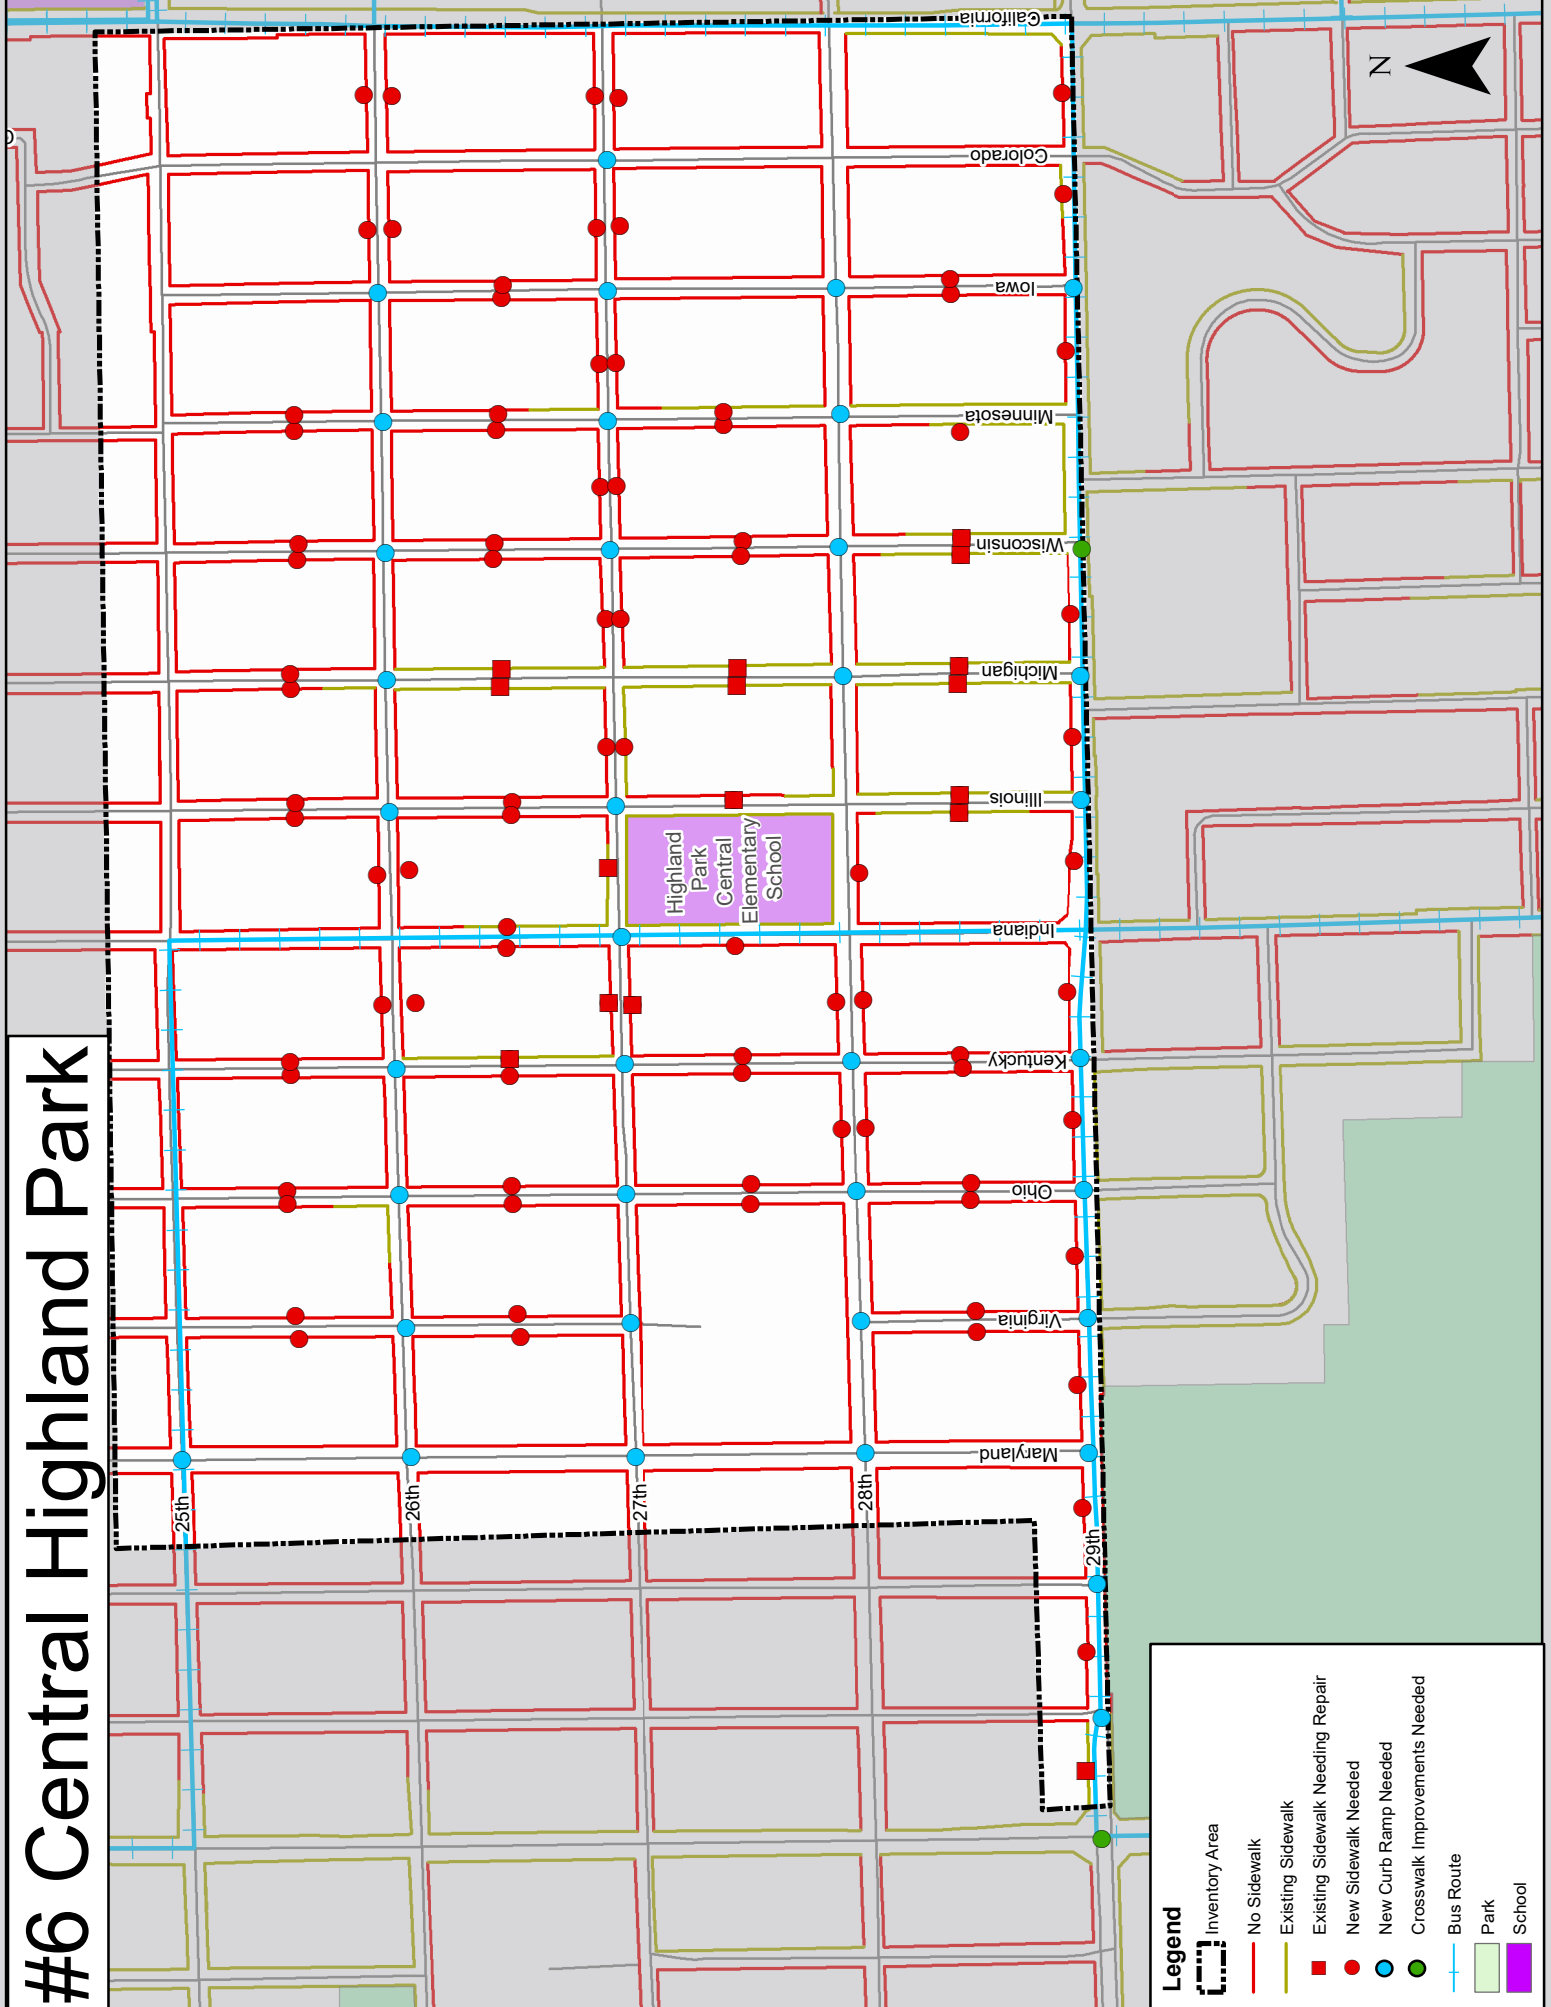 #6 Central Highland Park
California
Colorado
Iowa
Minnesota
Wisconsin
Michigan
Illinois
Indiana
Kentucky
Ohio
Virginia
Maryland
25th
26th
27th
28th
29th
Highland
Park
Central
Elementary
School
N
Legend
Inventory Area
No Sidewalk
Existing Sidewalk
Existing Sidewalk Needing Repair
New Sidewalk Needed
New Curb Ramp Needed
Crosswalk Improvements Needed
Bus Route
Park
School